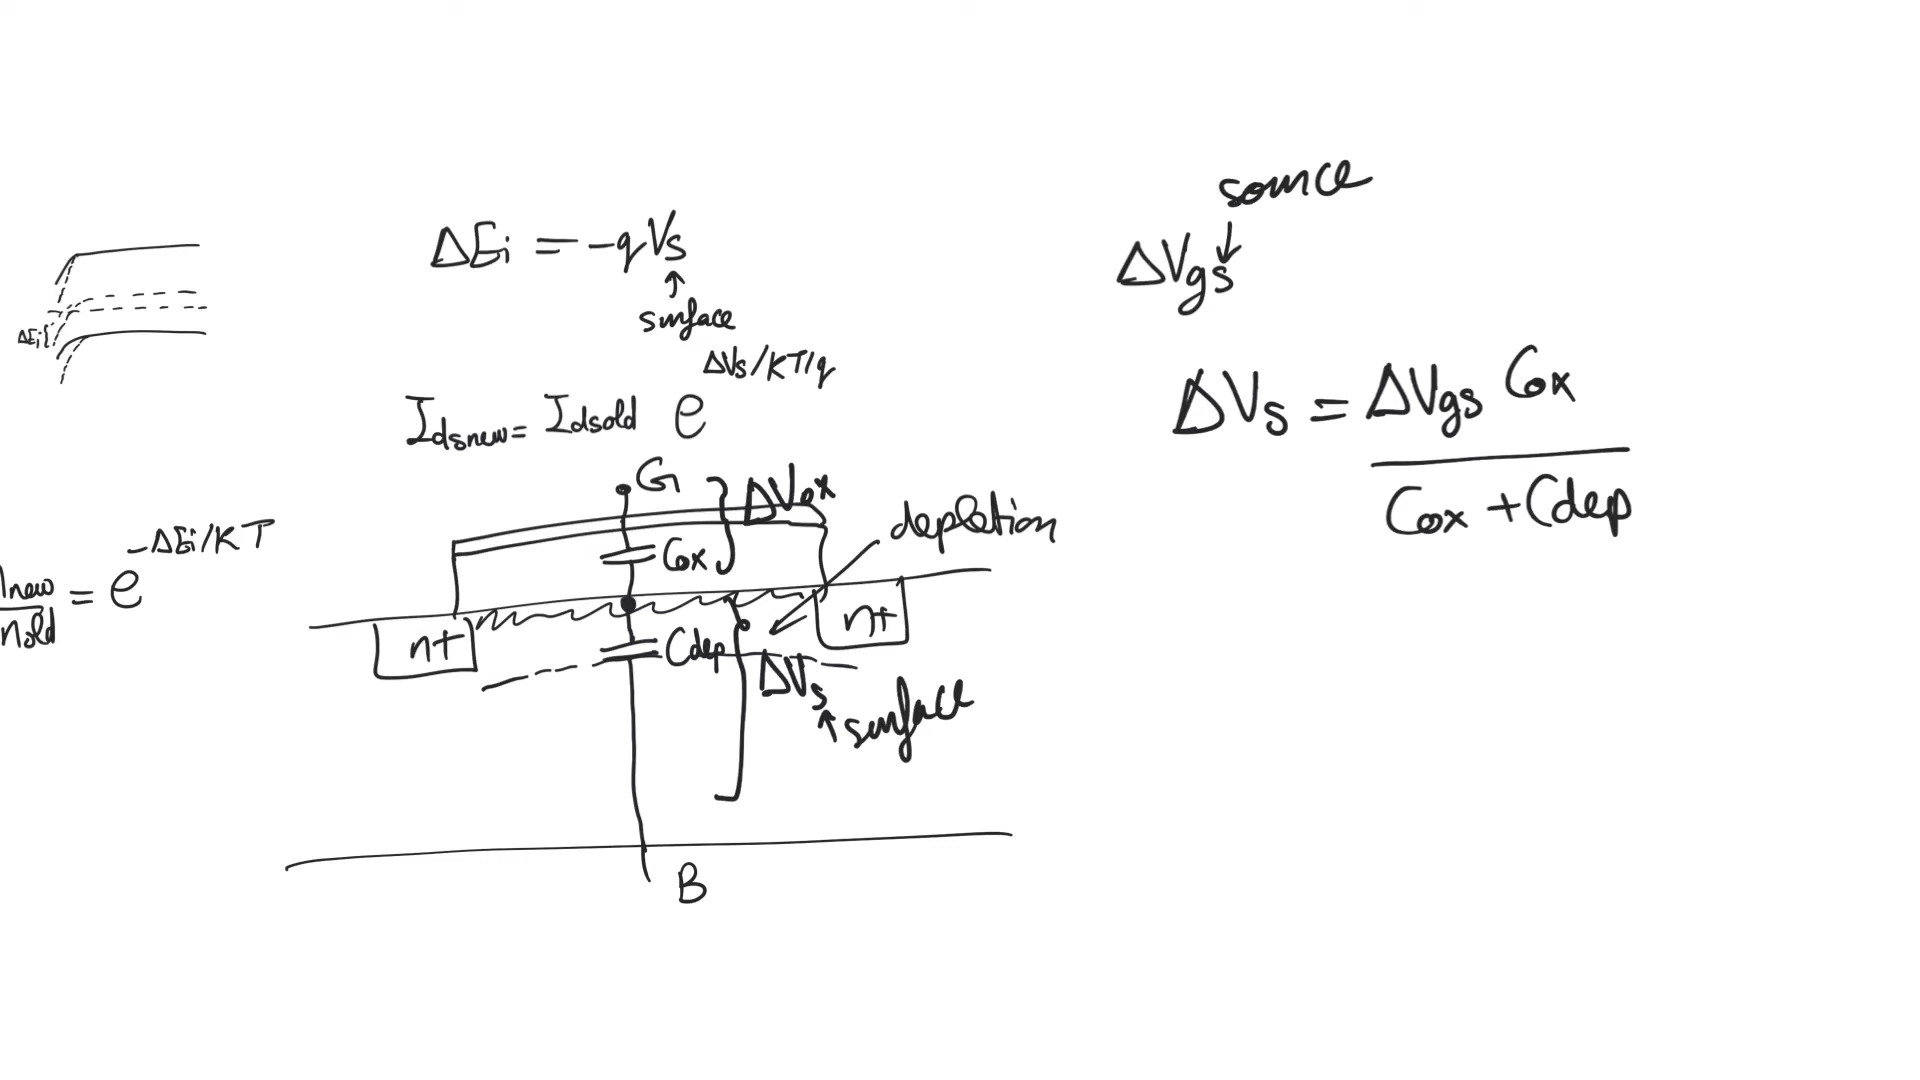 ΔEi = -qVs
↑
surface
ΔEi{
Idsnew = Idsold e^ΔVs/KT/q
nnew/nold = e^-ΔEi/KT
G
ΔVox
Cox
depletion
n+
n+
Cdep
ΔVs
↑ surface
B
source
↓
ΔVgs
ΔVs = ΔVgs Cox
Cox + Cdep